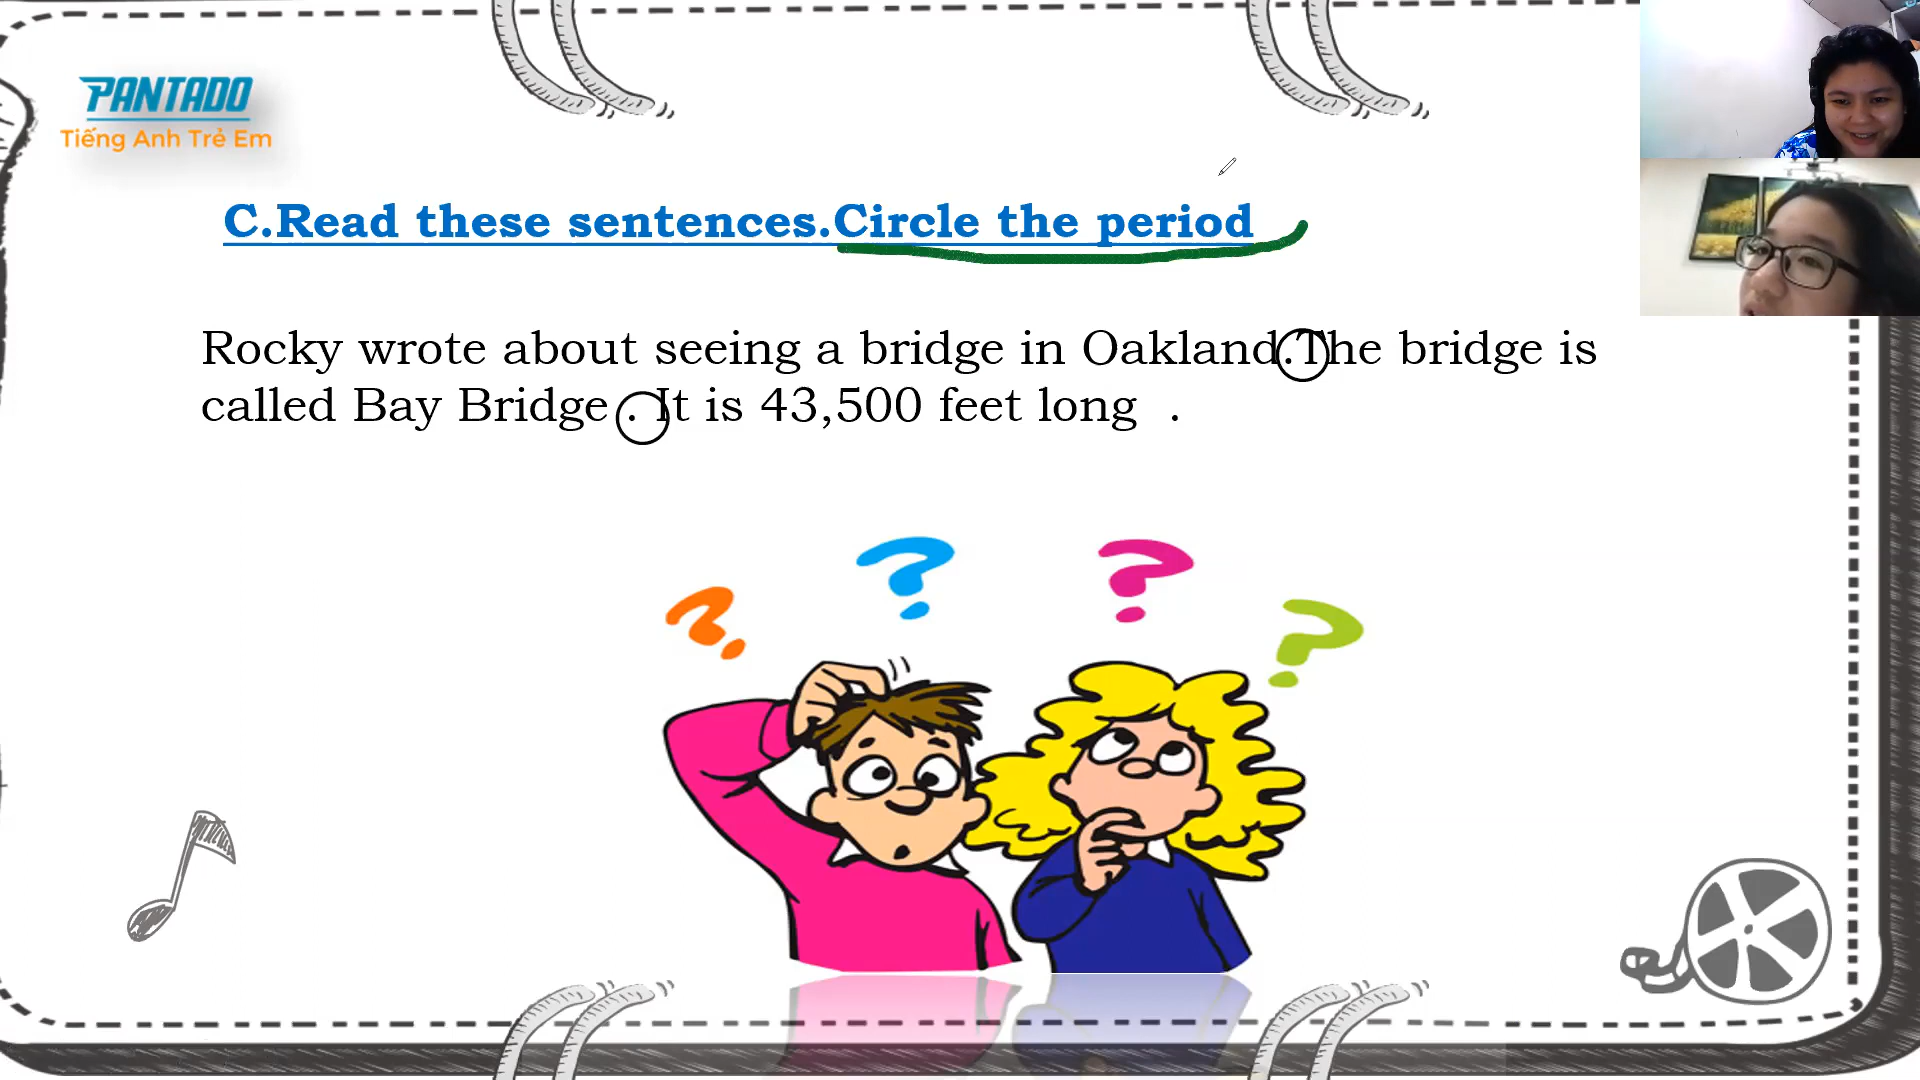 PANTADO
Tiếng Anh Trẻ Em
C.Read these sentences.Circle the period
Rocky wrote about seeing a bridge in Oakland.The bridge is
called Bay Bridge . It is 43,500 feet long .